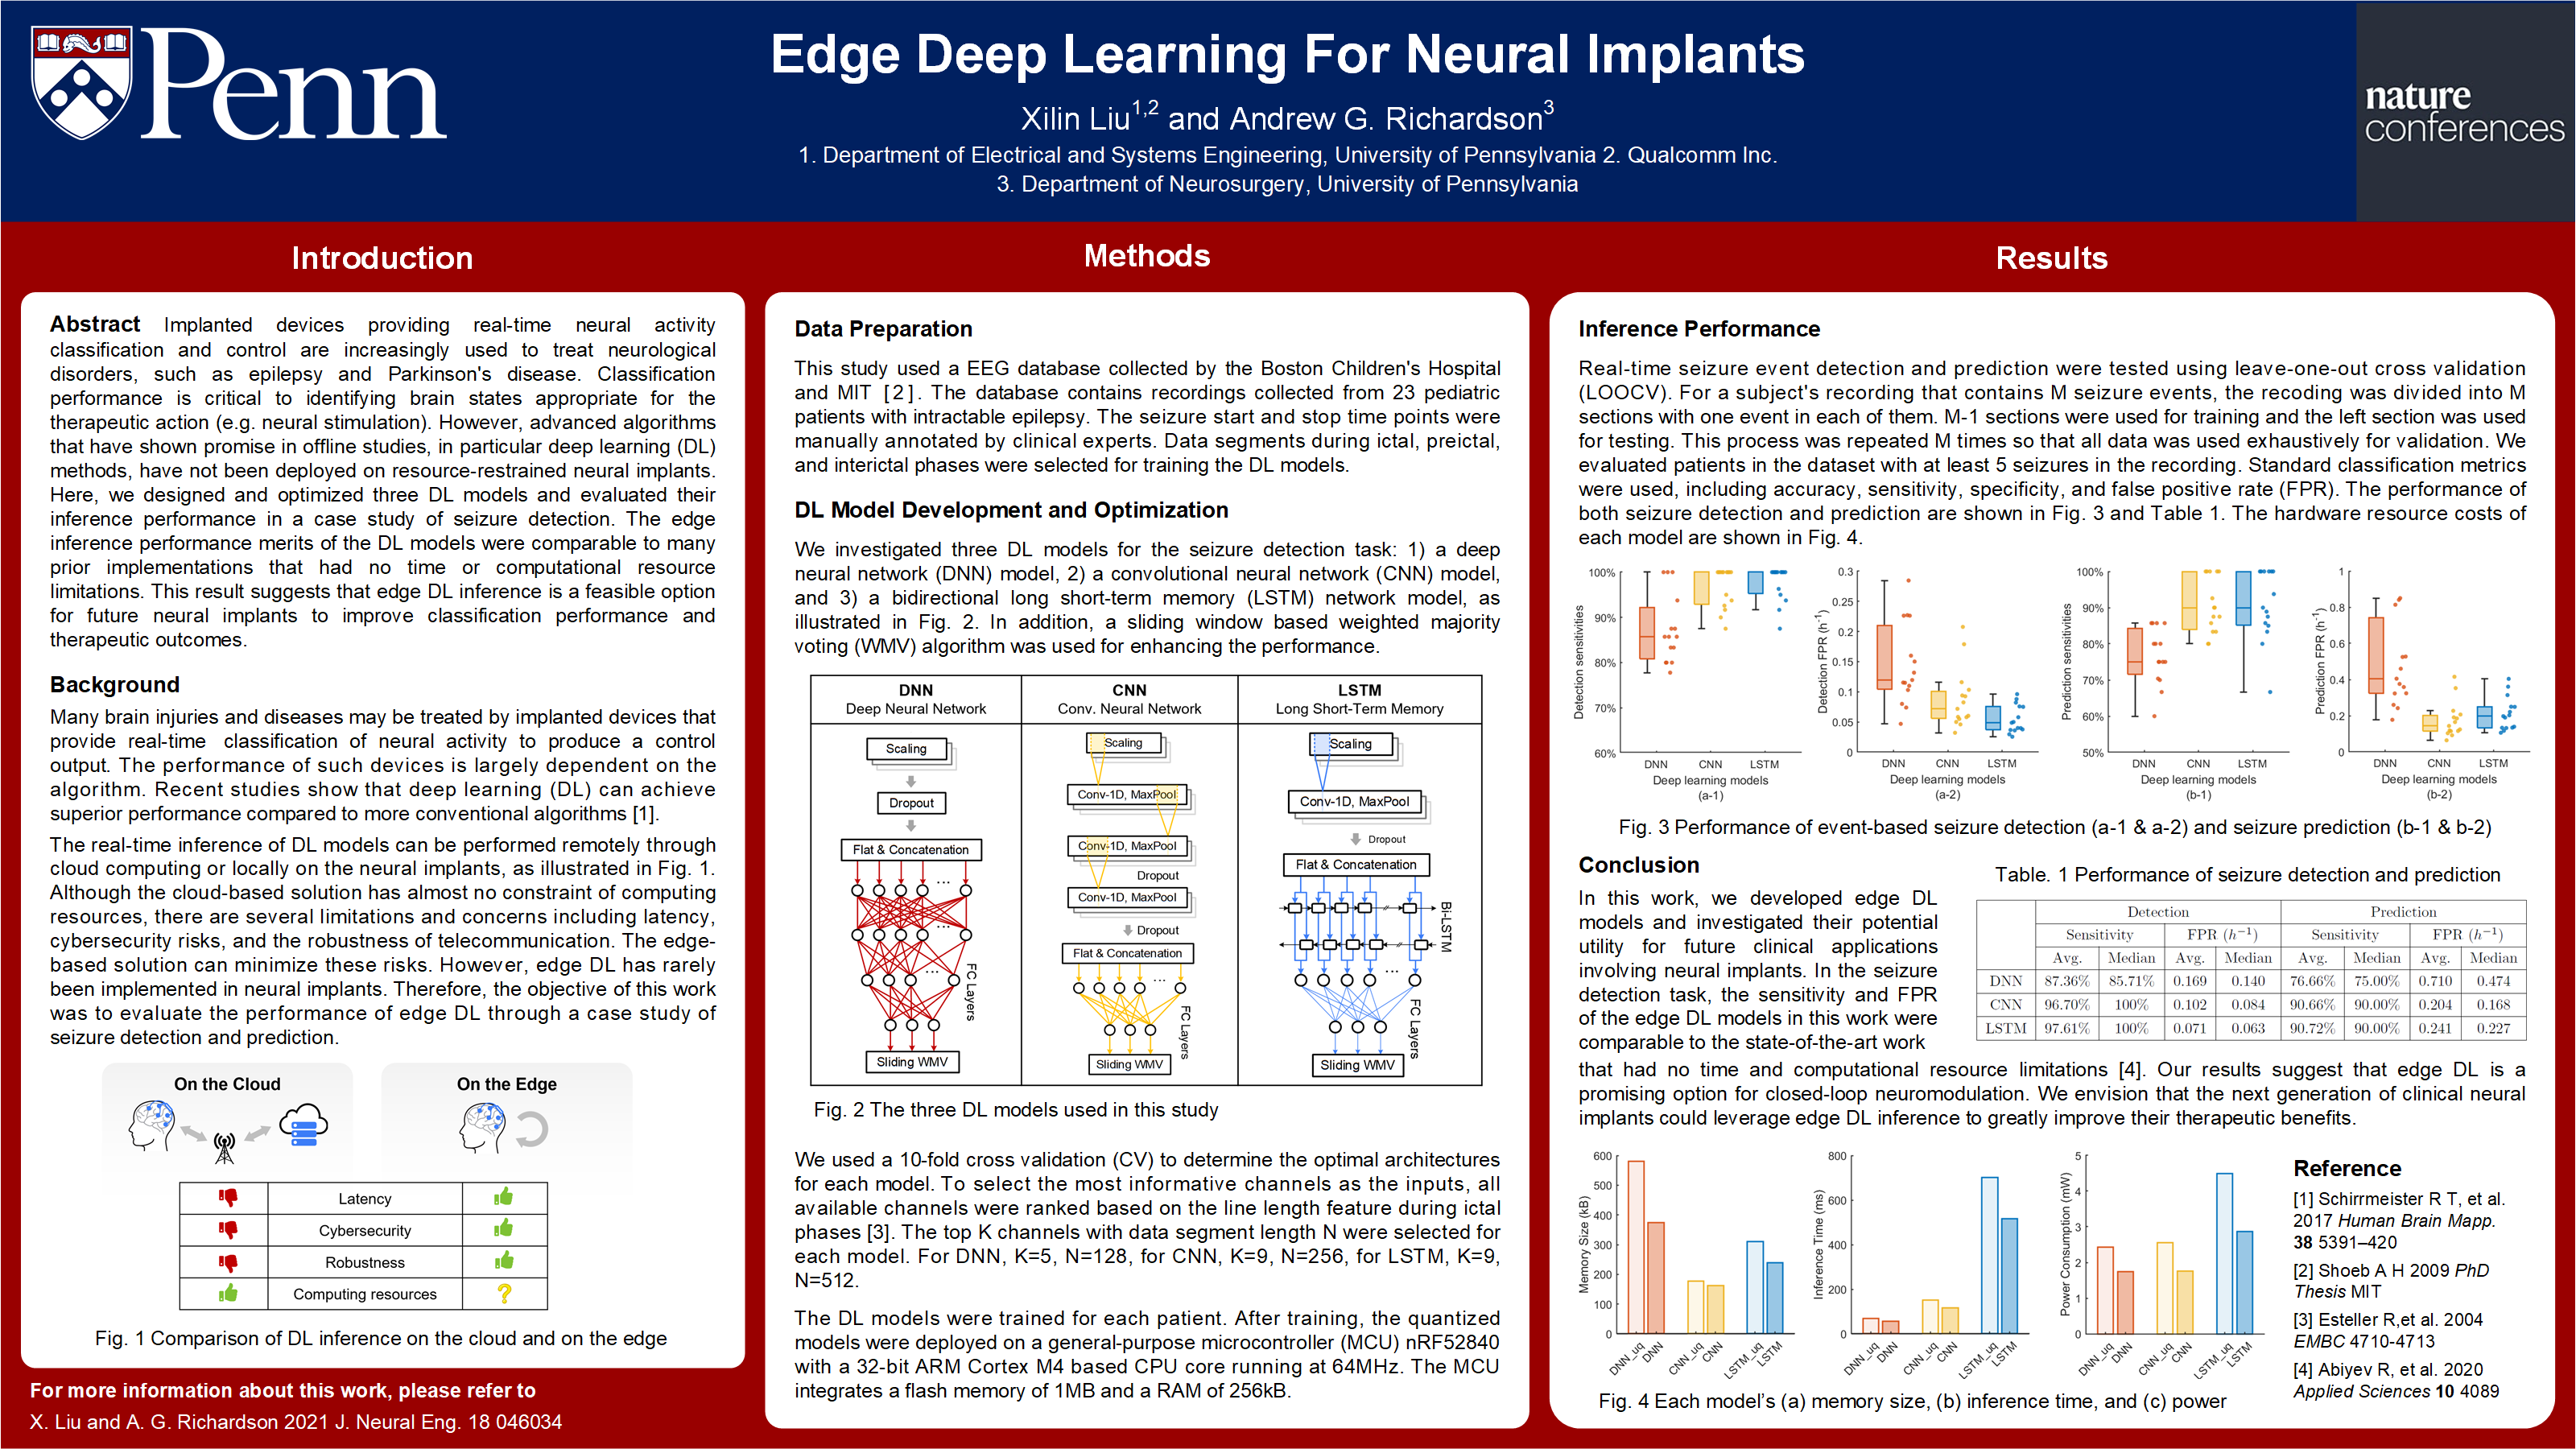 Penn
Edge Deep Learning For Neural Implants
Xilin Liu1,2 and Andrew G. Richardson3
1. Department of Electrical and Systems Engineering, University of Pennsylvania 2. Qualcomm Inc.
3. Department of Neurosurgery, University of Pennsylvania
nature
conferences
Introduction
Abstract Implanted devices providing real-time neural activity
classification and control are increasingly used to treat neurological
disorders, such as epilepsy and Parkinson's disease. Classification
performance is critical to identifying brain states appropriate for the
therapeutic action (e.g. neural stimulation). However, advanced algorithms
that have shown promise in offline studies, in particular deep learning (DL)
methods, have not been deployed on resource-restrained neural implants.
Here, we designed and optimized three DL models and evaluated their
inference performance in a case study of seizure detection. The edge
inference performance merits of the DL models were comparable to many
prior implementations that had no time or computational resource
limitations. This result suggests that edge DL inference is a feasible option
for future neural implants to improve classification performance and
therapeutic outcomes.
Background
Many brain injuries and diseases may be treated by implanted devices that
provide real-time classification of neural activity to produce a control
output. The performance of such devices is largely dependent on the
algorithm. Recent studies show that deep learning (DL) can achieve
superior performance compared to more conventional algorithms [1].
The real-time inference of DL models can be performed remotely through
cloud computing or locally on the neural implants, as illustrated in Fig. 1.
Although the cloud-based solution has almost no constraint of computing
resources, there are several limitations and concerns including latency,
cybersecurity risks, and the robustness of telecommunication. The edge-
based solution can minimize these risks. However, edge DL has rarely
been implemented in neural implants. Therefore, the objective of this work
was to evaluate the performance of edge DL through a case study of
seizure detection and prediction.
On the Cloud On the Edge
Latency
Cybersecurity
Robustness
Computing resources ?
Fig. 1 Comparison of DL inference on the cloud and on the edge
For more information about this work, please refer to
X. Liu and A. G. Richardson 2021 J. Neural Eng. 18 046034
Methods
Data Preparation
This study used a EEG database collected by the Boston Children's Hospital
and MIT [2]. The database contains recordings collected from 23 pediatric
patients with intractable epilepsy. The seizure start and stop time points were
manually annotated by clinical experts. Data segments during ictal, preictal,
and interictal phases were selected for training the DL models.
DL Model Development and Optimization
We investigated three DL models for the seizure detection task: 1) a deep
neural network (DNN) model, 2) a convolutional neural network (CNN) model,
and 3) a bidirectional long short-term memory (LSTM) network model, as
illustrated in Fig. 2. In addition, a sliding window based weighted majority
voting (WMV) algorithm was used for enhancing the performance.
DNN
Deep Neural Network
Scaling
Dropout
Flat & Concatenation
...
...
...
FC Layers
Sliding WMV
CNN
Conv. Neural Network
Scaling
Conv-1D, MaxPool
Conv-1D, MaxPool
Dropout
Conv-1D, MaxPool
Dropout
Flat & Concatenation
...
FC Layers
Sliding WMV
LSTM
Long Short-Term Memory
Scaling
Conv-1D, MaxPool
Dropout
Flat & Concatenation
Bi-LSTM
...
FC Layers
Sliding WMV
Fig. 2 The three DL models used in this study
We used a 10-fold cross validation (CV) to determine the optimal architectures
for each model. To select the most informative channels as the inputs, all
available channels were ranked based on the line length feature during ictal
phases [3]. The top K channels with data segment length N were selected for
each model. For DNN, K=5, N=128, for CNN, K=9, N=256, for LSTM, K=9,
N=512.
The DL models were trained for each patient. After training, the quantized
models were deployed on a general-purpose microcontroller (MCU) nRF52840
with a 32-bit ARM Cortex M4 based CPU core running at 64MHz. The MCU
integrates a flash memory of 1MB and a RAM of 256kB.
Results
Inference Performance
Real-time seizure event detection and prediction were tested using leave-one-out cross validation
(LOOCV). For a subject's recording that contains M seizure events, the recoding was divided into M
sections with one event in each of them. M-1 sections were used for training and the left section was used
for testing. This process was repeated M times so that all data was used exhaustively for validation. We
evaluated patients in the dataset with at least 5 seizures in the recording. Standard classification metrics
were used, including accuracy, sensitivity, specificity, and false positive rate (FPR). The performance of
both seizure detection and prediction are shown in Fig. 3 and Table 1. The hardware resource costs of
each model are shown in Fig. 4.
Detection sensitivities
100%
90%
80%
70%
60%
DNN CNN LSTM
Deep learning models
(a-1)
Detection FPR (h-1)
0.3
0.25
0.2
0.15
0.1
0.05
0
DNN CNN LSTM
Deep learning models
(a-2)
Prediction sensitivities
100%
90%
80%
70%
60%
50%
DNN CNN LSTM
Deep learning models
(b-1)
Prediction FPR (h-1)
1
0.8
0.6
0.4
0.2
0
DNN CNN LSTM
Deep learning models
(b-2)
Fig. 3 Performance of event-based seizure detection (a-1 & a-2) and seizure prediction (b-1 & b-2)
Conclusion
In this work, we developed edge DL
models and investigated their potential
utility for future clinical applications
involving neural implants. In the seizure
detection task, the sensitivity and FPR
of the edge DL models in this work were
comparable to the state-of-the-art work
that had no time and computational resource limitations [4]. Our results suggest that edge DL is a
promising option for closed-loop neuromodulation. We envision that the next generation of clinical neural
implants could leverage edge DL inference to greatly improve their therapeutic benefits.
Table. 1 Performance of seizure detection and prediction
Detection Prediction
Sensitivity FPR (h−1) Sensitivity FPR (h−1)
Avg. Median Avg. Median Avg. Median Avg. Median
DNN 87.36% 85.71% 0.169 0.140 76.66% 75.00% 0.710 0.474
CNN 96.70% 100% 0.102 0.084 90.66% 90.00% 0.204 0.168
LSTM 97.61% 100% 0.071 0.063 90.72% 90.00% 0.241 0.227
Memory Size (kB)
600
500
400
300
200
100
0
DNN_uq DNN CNN_uq CNN LSTM_uq LSTM
Inference Time (ms)
800
600
400
200
0
DNN_uq DNN CNN_uq CNN LSTM_uq LSTM
Power Consumption (mW)
5
4
3
2
1
0
DNN_uq DNN CNN_uq CNN LSTM_uq LSTM
Fig. 4 Each model’s (a) memory size, (b) inference time, and (c) power
Reference
[1] Schirrmeister R T, et al.
2017 Human Brain Mapp.
38 5391–420
[2] Shoeb A H 2009 PhD
Thesis MIT
[3] Esteller R,et al. 2004
EMBC 4710-4713
[4] Abiyev R, et al. 2020
Applied Sciences 10 4089